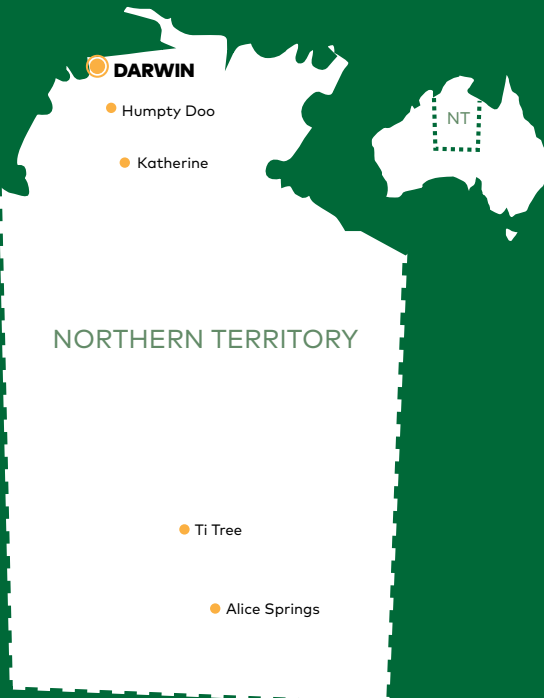 DARWIN
Humpty Doo
NT
Katherine
NORTHERN TERRITORY
Ti Tree
Alice Springs